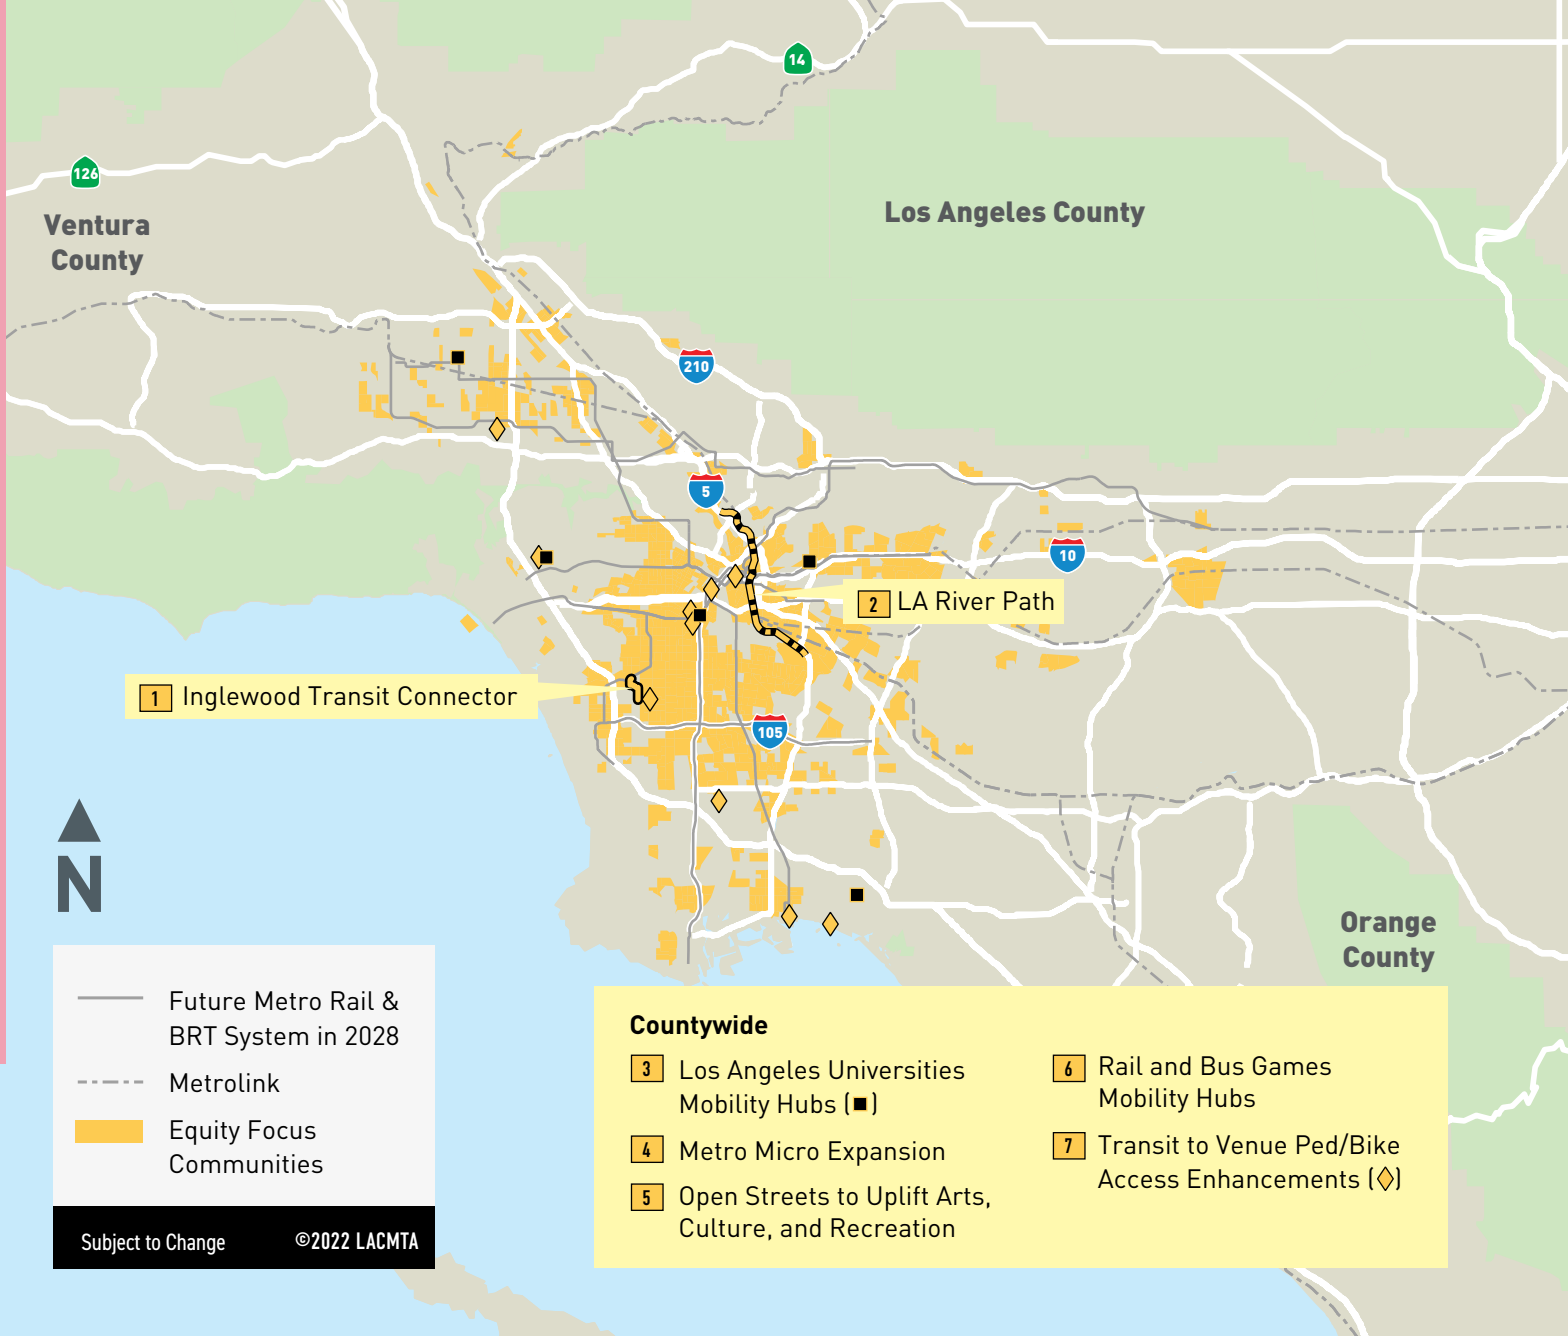 14
126
Ventura
County
Los Angeles County
210
5
10
2 LA River Path
1 Inglewood Transit Connector
105
N
Orange
County
Future Metro Rail &
BRT System in 2028
Metrolink
Equity Focus
Communities
Subject to Change ©2022 LACMTA
Countywide
3 Los Angeles Universities
Mobility Hubs (■)
4 Metro Micro Expansion
5 Open Streets to Uplift Arts,
Culture, and Recreation
6 Rail and Bus Games
Mobility Hubs
7 Transit to Venue Ped/Bike
Access Enhancements (◊)